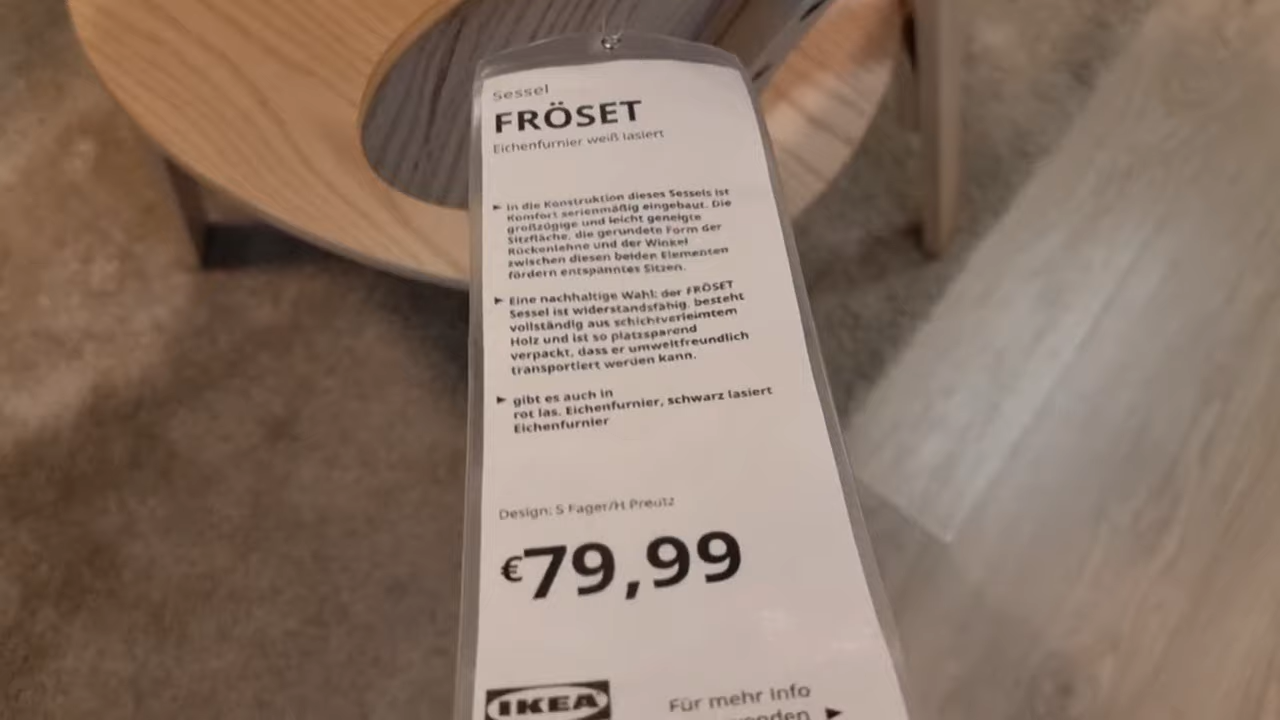 Sessel
FRÖSET
Eichenfurnier weiß lasiert
► In die Konstruktion dieses Sessels ist
Komfort serienmäßig eingebaut. Die
großzügige und leicht geneigte
Sitzfläche, die gerundete Form der
Rückenlehne und der Winkel
zwischen diesen beiden Elementen
fördern entspanntes Sitzen.
► Eine nachhaltige Wahl: der FRÖSET
Sessel ist widerstandsfähig, besteht
vollständig aus schichtverleimtem
Holz und ist so platzsparend
verpackt, dass er umweltfreundlich
transportiert werden kann.
► gibt es auch in
rot las. Eichenfurnier, schwarz lasiert
Eichenfurnier
Design: S Fager/H Preutz
€79,99
IKEA
Für mehr Info
►